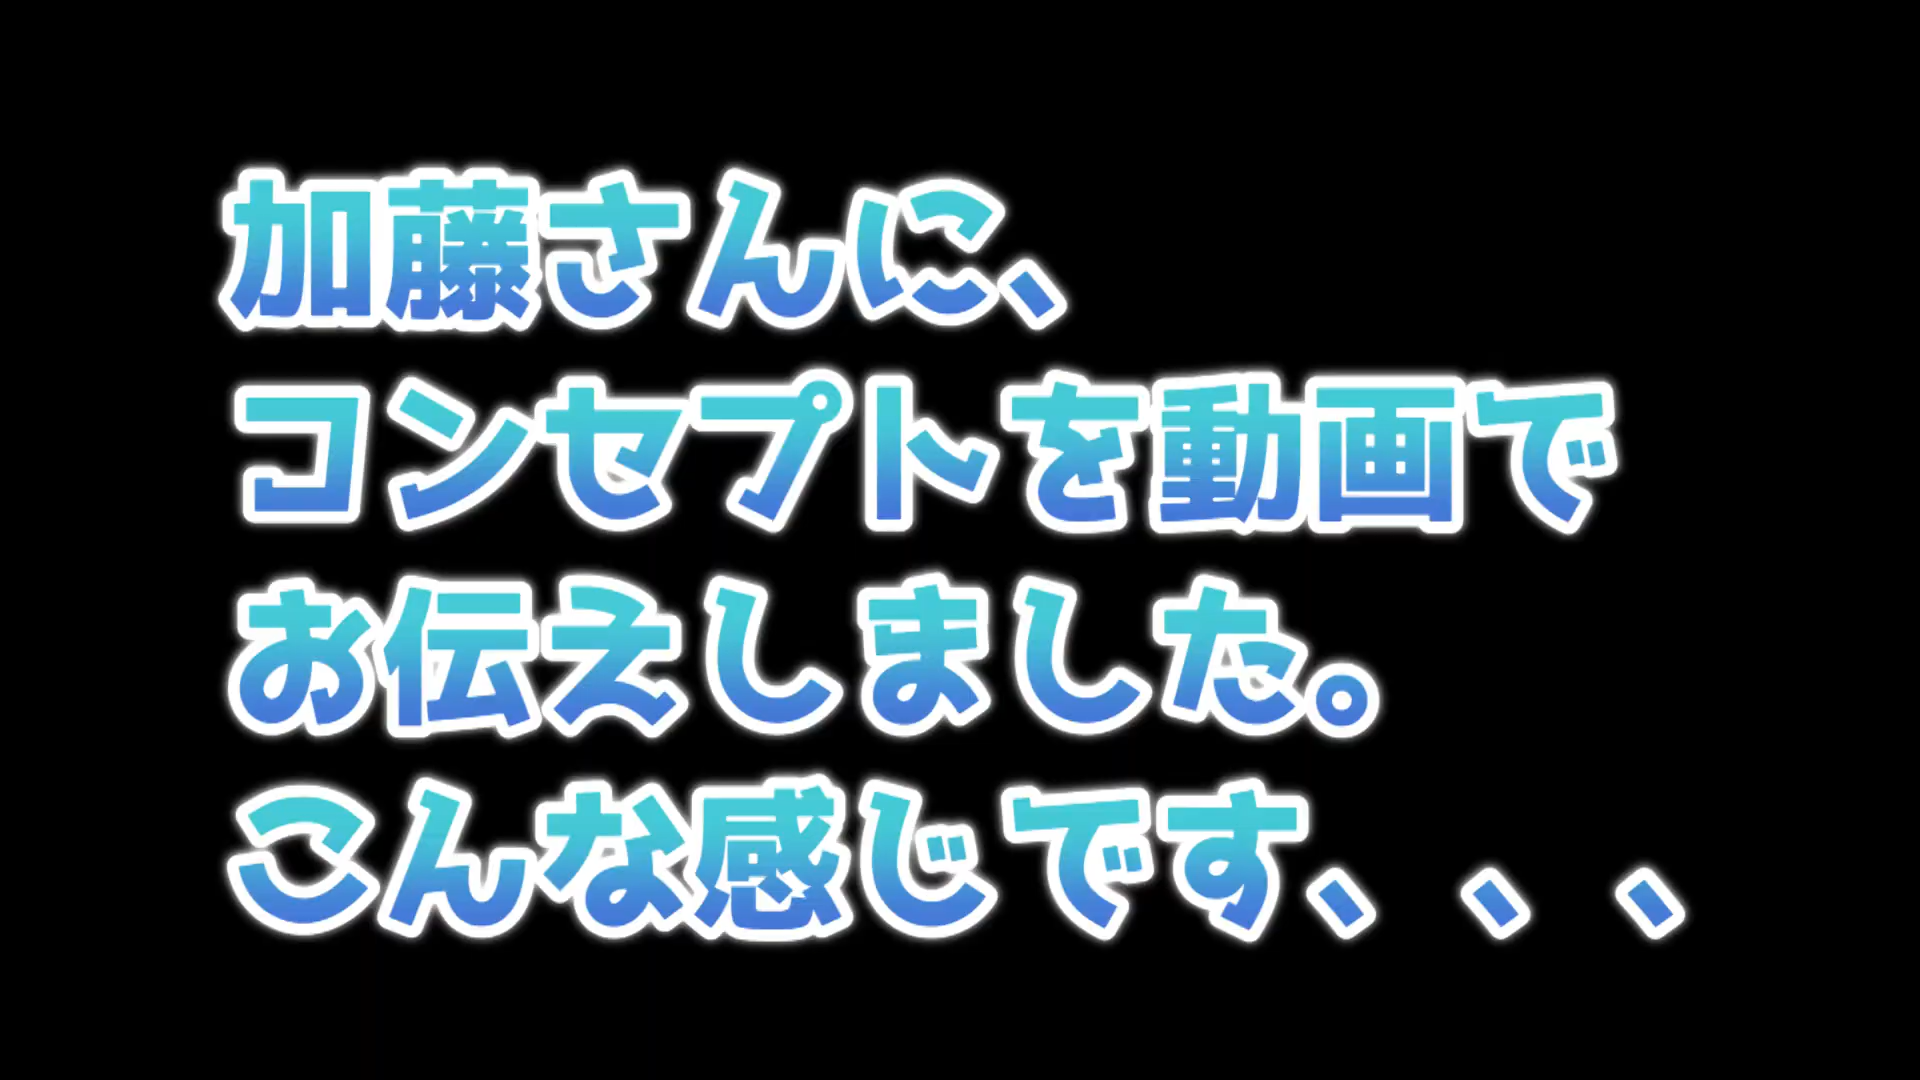 加藤さんに、
コンセプトを動画で
お伝えしました。
こんな感じです、、、